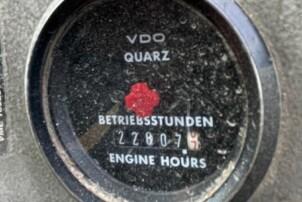 VDO
QUARZ
BETRIEBSSTUNDEN
22807
ENGINE HOURS